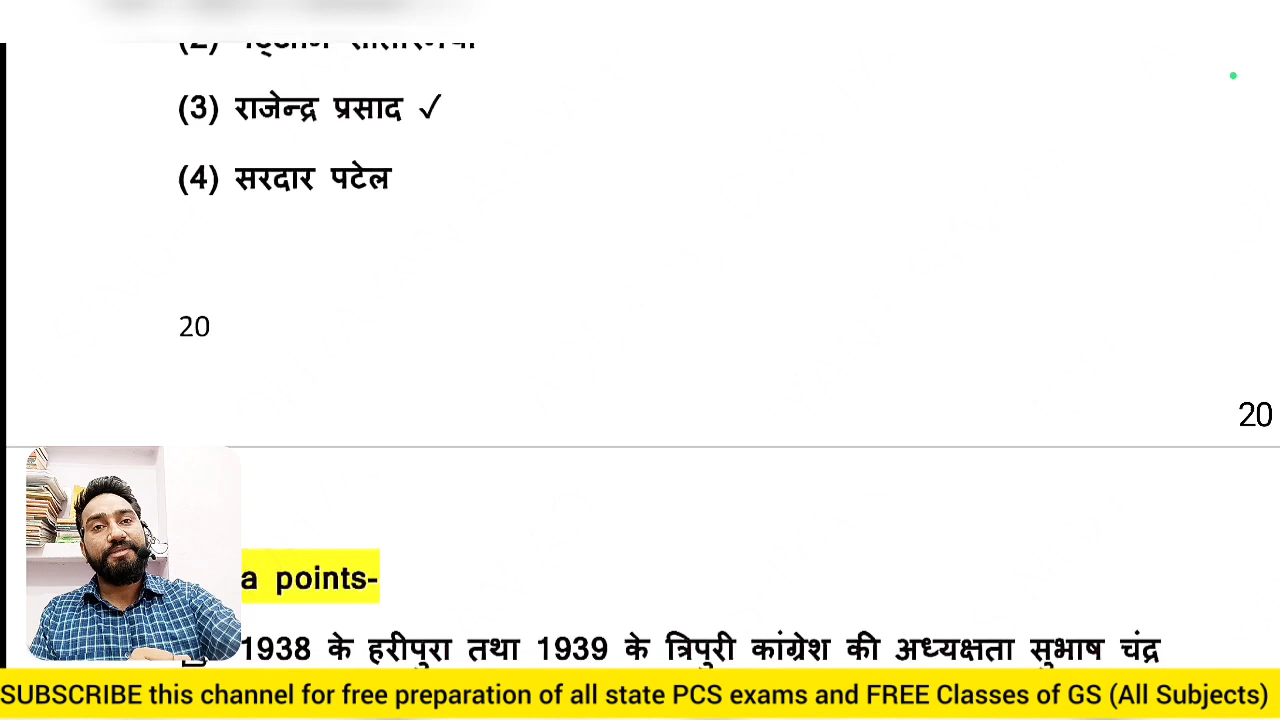 (3) राजेन्द्र प्रसाद ✓
(4) सरदार पटेल
20
20
a points-
1938 के हरीपुरा तथा 1939 के त्रिपुरी कांग्रेश की अध्यक्षता सुभाष चंद्र
SUBSCRIBE this channel for free preparation of all state PCS exams and FREE Classes of GS (All Subjects)